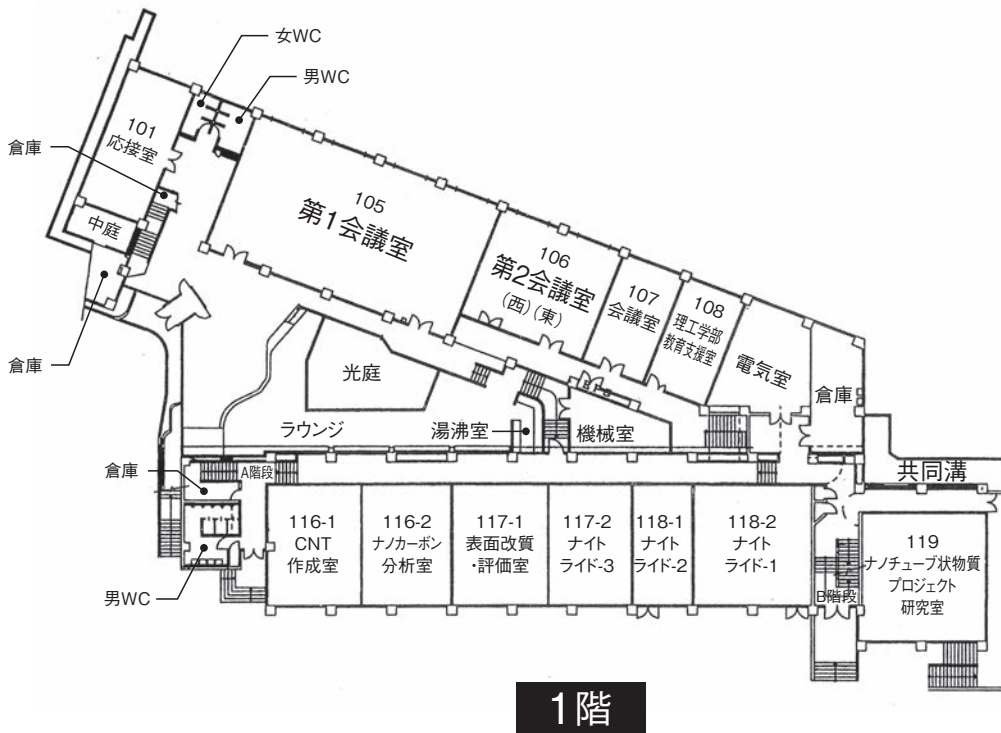 女WC
男WC
101
応接室
倉庫
中庭
倉庫
105
第1会議室
106
第2会議室
(西)(東)
107
会議室
108
理工学部
教育支援室
電気室
倉庫
光庭
ラウンジ
湯沸室
機械室
共同溝
倉庫
A階段
男WC
116-1
CNT
作成室
116-2
ナノカーボン
分析室
117-1
表面改質
・評価室
117-2
ナイト
ライド-3
118-1
ナイト
ライド-2
118-2
ナイト
ライド-1
B階段
119
ナノチューブ状物質
プロジェクト
研究室
1階